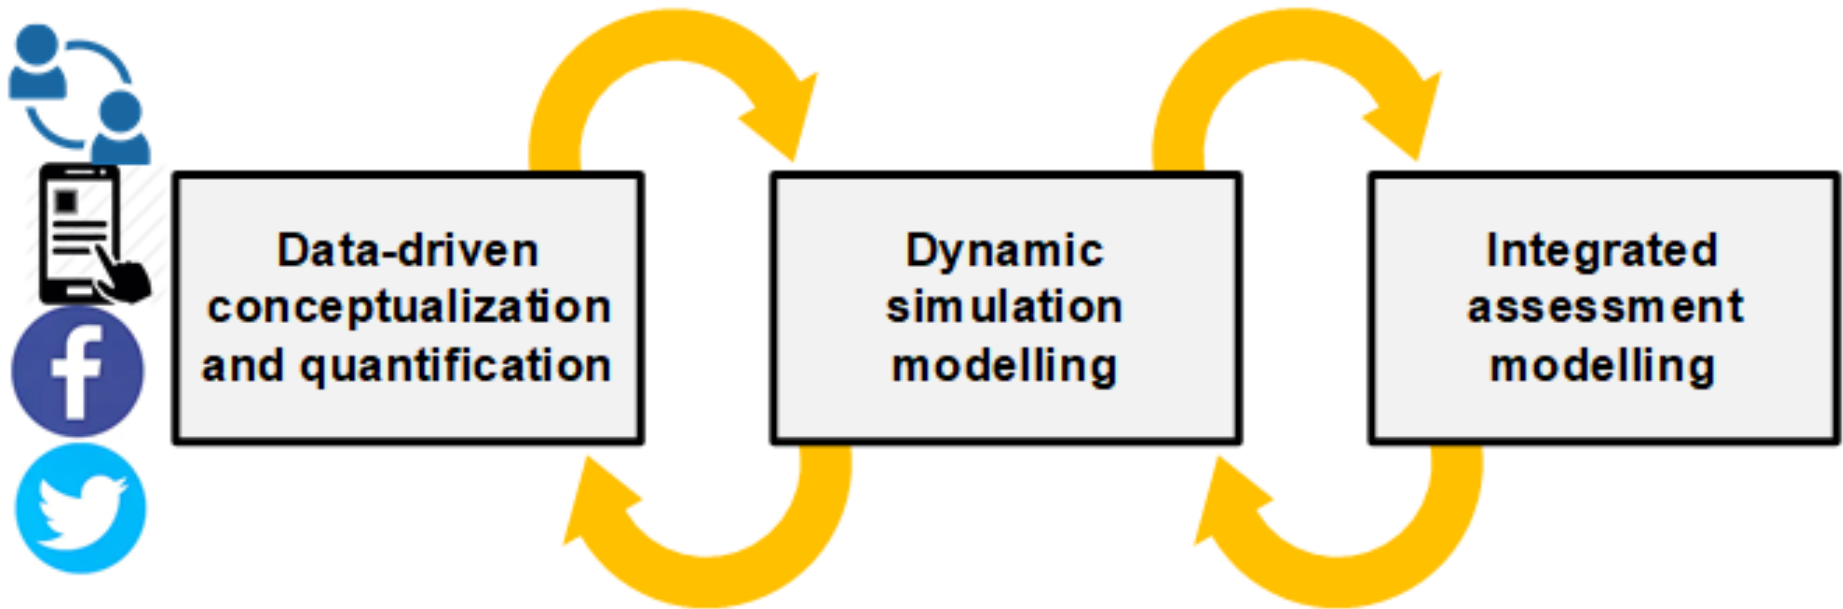 Data-driven
conceptualization
and quantification
Dynamic
simulation
modelling
Integrated
assessment
modelling